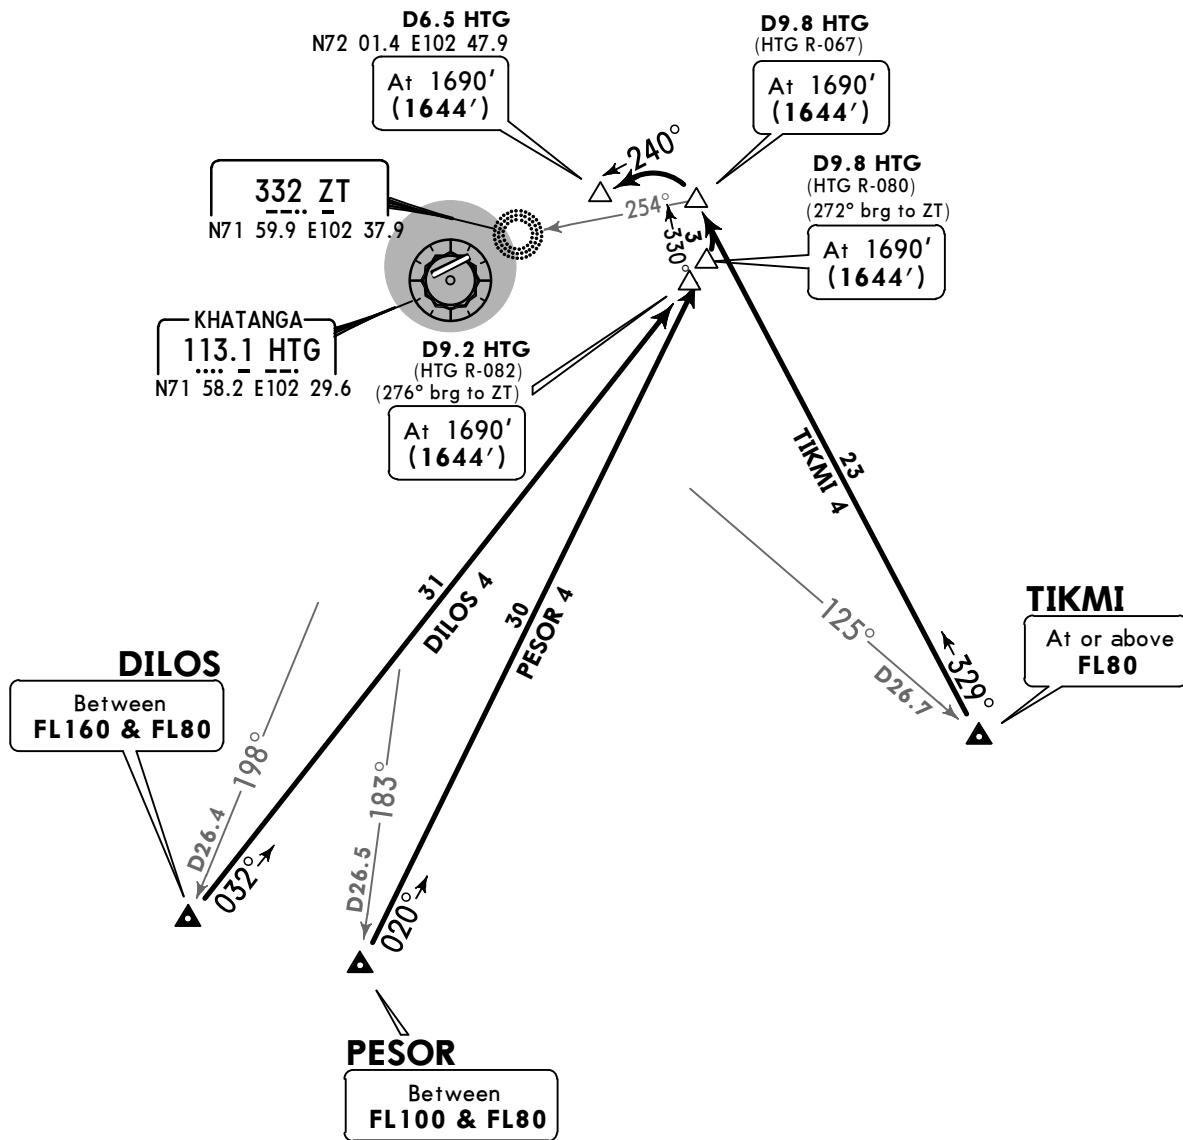 D6.5 HTG
N72 01.4 E102 47.9
At 1690'
(1644')
D9.8 HTG
(HTG R-067)
At 1690'
(1644')
240°
D9.8 HTG
(HTG R-080)
(272° brg to ZT)
At 1690'
(1644')
332 ZT
N71 59.9 E102 37.9
254°
330°
3
KHATANGA
113.1 HTG
N71 58.2 E102 29.6
D9.2 HTG
(HTG R-082)
(276° brg to ZT)
At 1690'
(1644')
23
TIKMI 4
31
DILOS 4
30
PESOR 4
125°
D26.7
329°
TIKMI
At or above
FL80
DILOS
Between
FL160 & FL80
198°
D26.4
032°
183°
D26.5
020°
PESOR
Between
FL100 & FL80